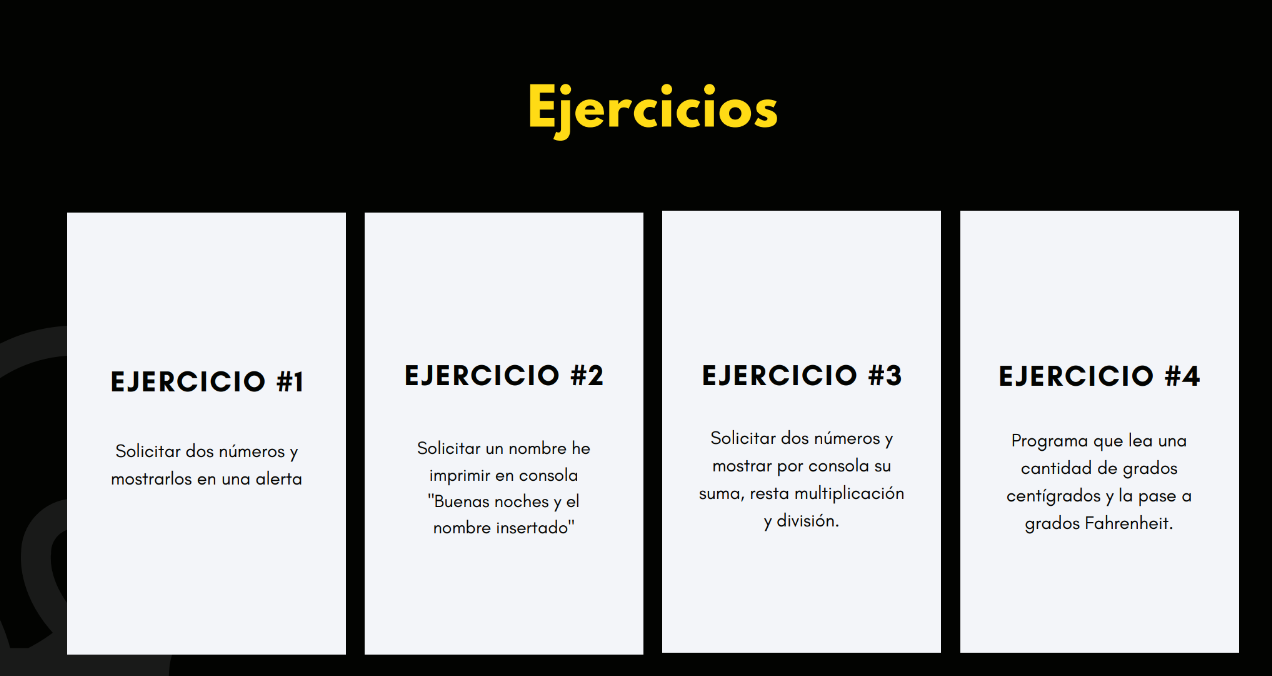 Ejercicios
EJERCICIO #1
Solicitar dos números y
mostrarlos en una alerta
EJERCICIO #2
Solicitar un nombre he
imprimir en consola
"Buenas noches y el
nombre insertado"
EJERCICIO #3
Solicitar dos números y
mostrar por consola su
suma, resta multiplicación
y división.
EJERCICIO #4
Programa que lea una
cantidad de grados
centígrados y la pase a
grados Fahrenheit.